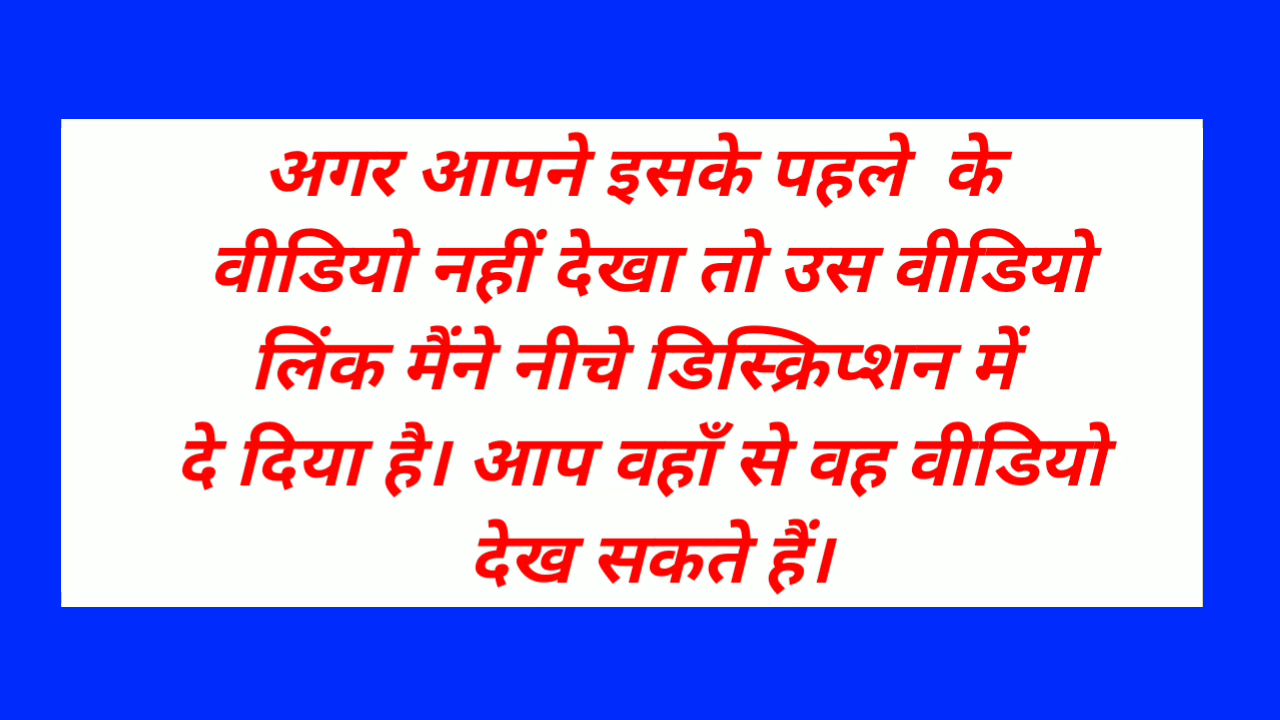 अगर आपने इसके पहले के
वीडियो नहीं देखा तो उस वीडियो
लिंक मैंने नीचे डिस्क्रिप्शन में
दे दिया है। आप वहाँ से वह वीडियो
देख सकते हैं।